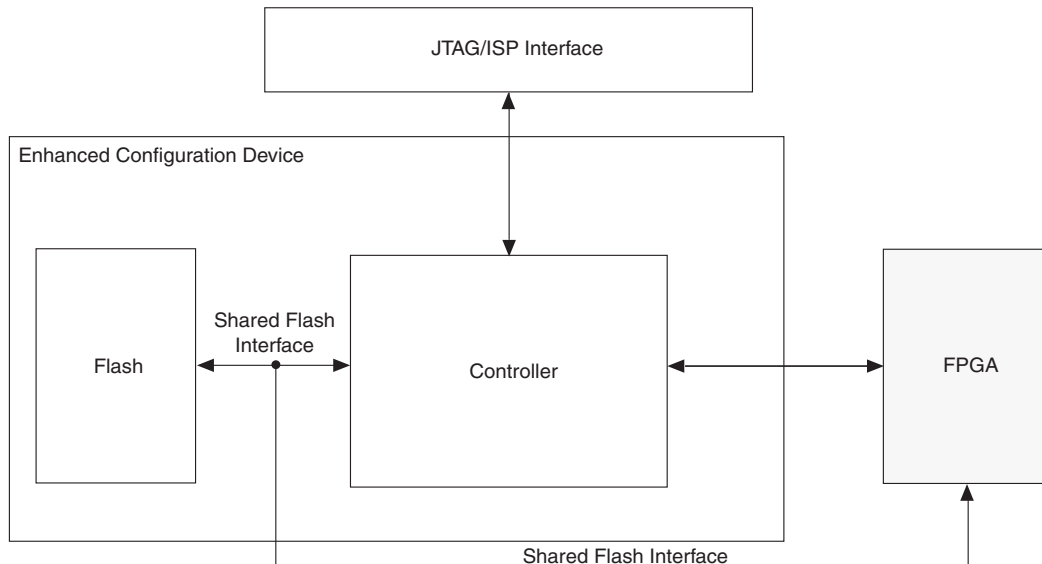 JTAG/ISP Interface
Enhanced Configuration Device
Shared Flash
Interface
Flash
Controller
FPGA
Shared Flash Interface